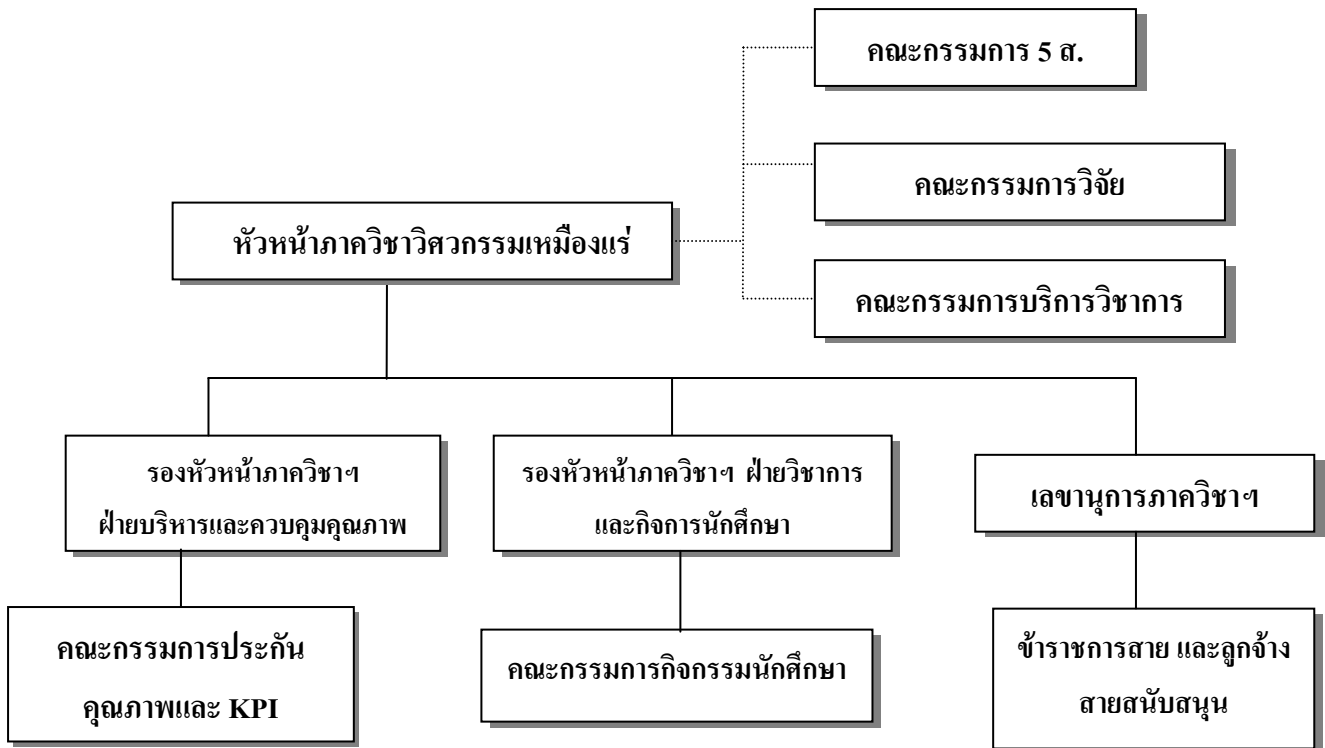 คณะกรรมการ 5 ส.
คณะกรรมการวิจัย
หัวหน้าภาควิชาวิศวกรรมเหมืองแร่
คณะกรรมการบริการวิชาการ
รองหัวหน้าภาควิชาฯ
ฝ่ายบริหารและควบคุมคุณภาพ
รองหัวหน้าภาควิชาฯ ฝ่ายวิชาการ
และกิจการนักศึกษา
เลขานุการภาควิชาฯ
คณะกรรมการประกัน
คุณภาพและ KPI
คณะกรรมการกิจกรรมนักศึกษา
ข้าราชการสาย และลูกจ้าง
สายสนับสนุน